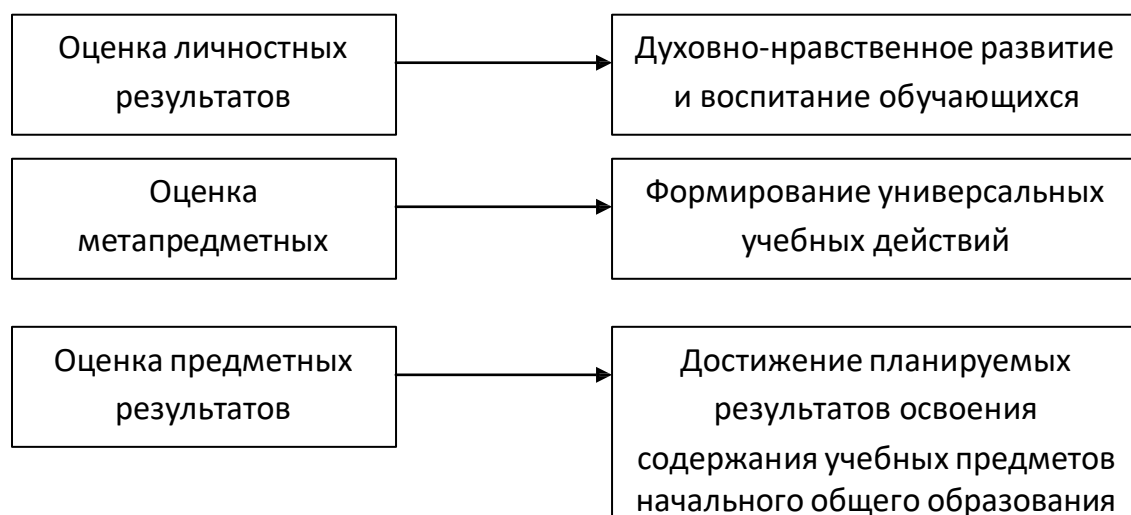 Оценка личностных
результатов
Духовно-нравственное развитие
и воспитание обучающихся
Оценка
метапредметных
Формирование универсальных
учебных действий
Оценка предметных
результатов
Достижение планируемых
результатов освоения
содержания учебных предметов
начального общего образования